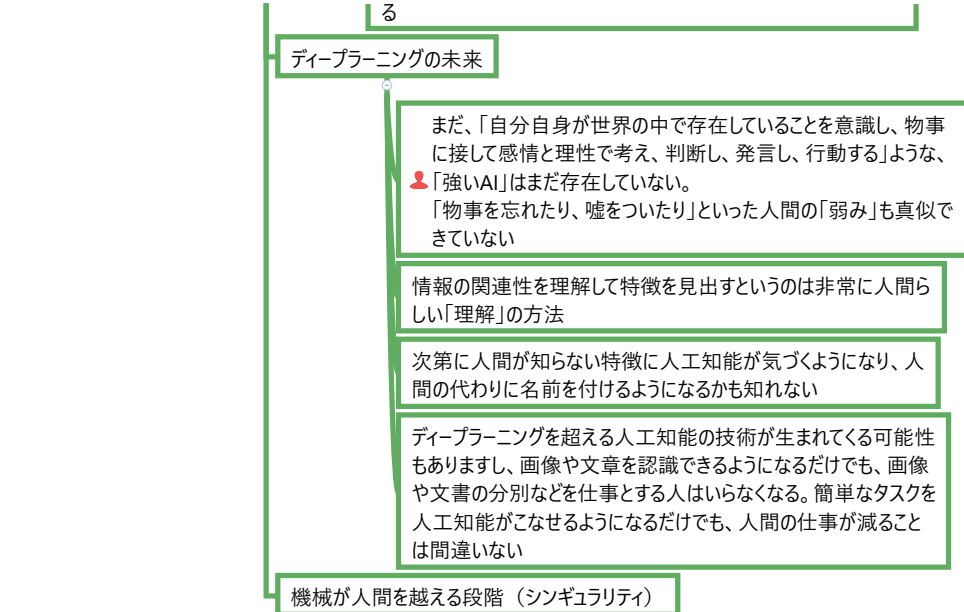 る
ディープラーニングの未来
まだ、「自分自身が世界の中で存在していることを意識し、物事
に接して感情と理性で考え、判断し、発言し、行動する」ような、
「強いAI」はまだ存在していない。
「物事を忘れたり、嘘をついたり」といった人間の「弱み」も真似で
きていない
情報の関連性を理解して特徴を見出すというのは非常に人間ら
しい「理解」の方法
次第に人間が知らない特徴に人工知能が気づくようになり、人
間の代わりに名前を付けるようになるかも知れない
ディープラーニングを超える人工知能の技術が生まれてくる可能性
もありますし、画像や文章を認識できるようになるだけでも、画像
や文書の分別などを仕事とする人はいらなくなる。簡単なタスクを
人工知能がこなせるようになるだけでも、人間の仕事が減ること
は間違いない
機械が人間を越える段階（シンギュラリティ）